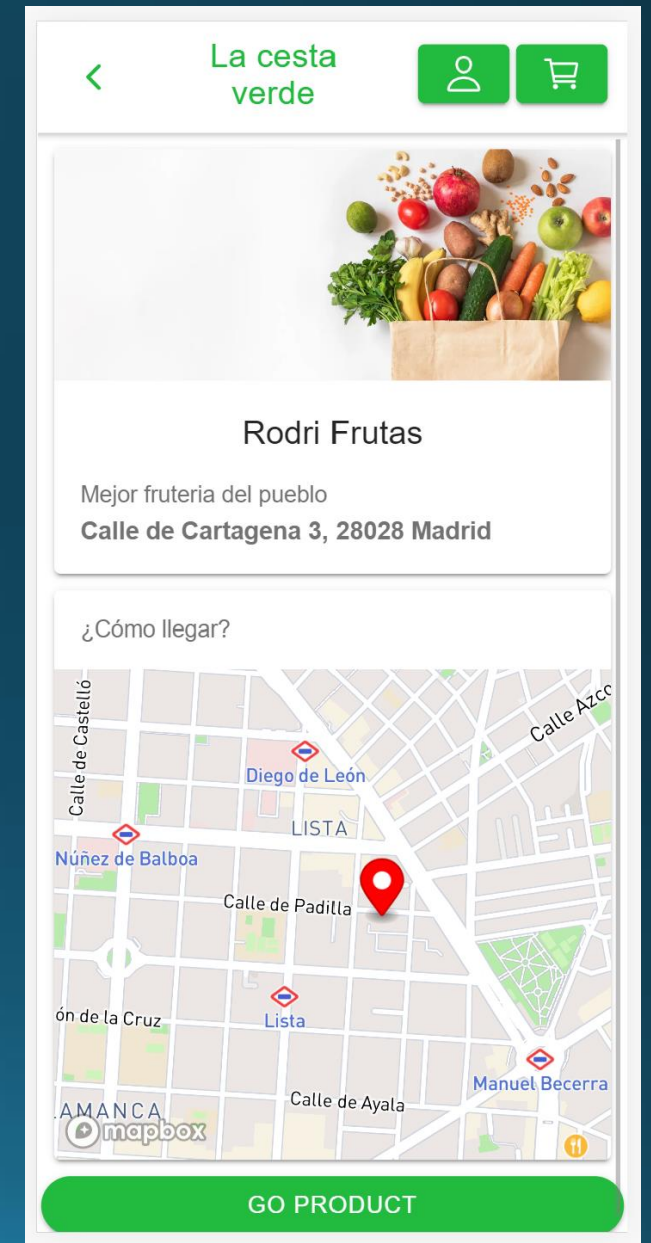 La cesta
verde
Rodri Frutas
Mejor fruteria del pueblo
Calle de Cartagena 3, 28028 Madrid
¿Cómo llegar?
Calle de Castelló
Calle Azco
Diego de León
LISTA
Núñez de Balboa
Calle de Padilla
ón de la Cruz
Lista
Manuel Becerra
Calle de Ayala
AMANCA
mapbox
GO PRODUCT